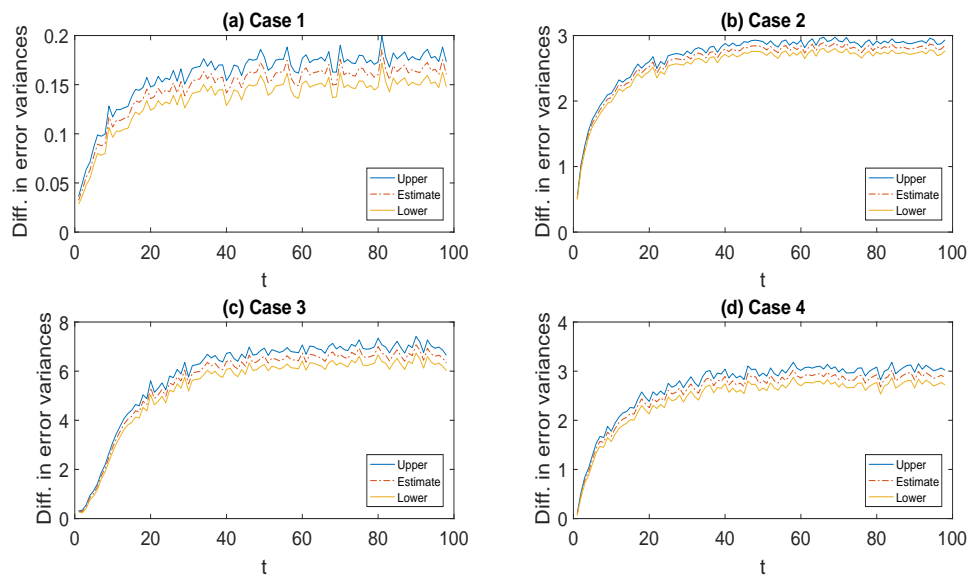 (a) Case 1
Diff. in error variances
0.2
0.15
0.1
0.05
0
0 20 40 60 80 100
t
Upper
Estimate
Lower
(b) Case 2
Diff. in error variances
3
2
1
0
0 20 40 60 80 100
t
Upper
Estimate
Lower
(c) Case 3
Diff. in error variances
8
6
4
2
0
0 20 40 60 80 100
t
Upper
Estimate
Lower
(d) Case 4
Diff. in error variances
4
3
2
1
0
0 20 40 60 80 100
t
Upper
Estimate
Lower